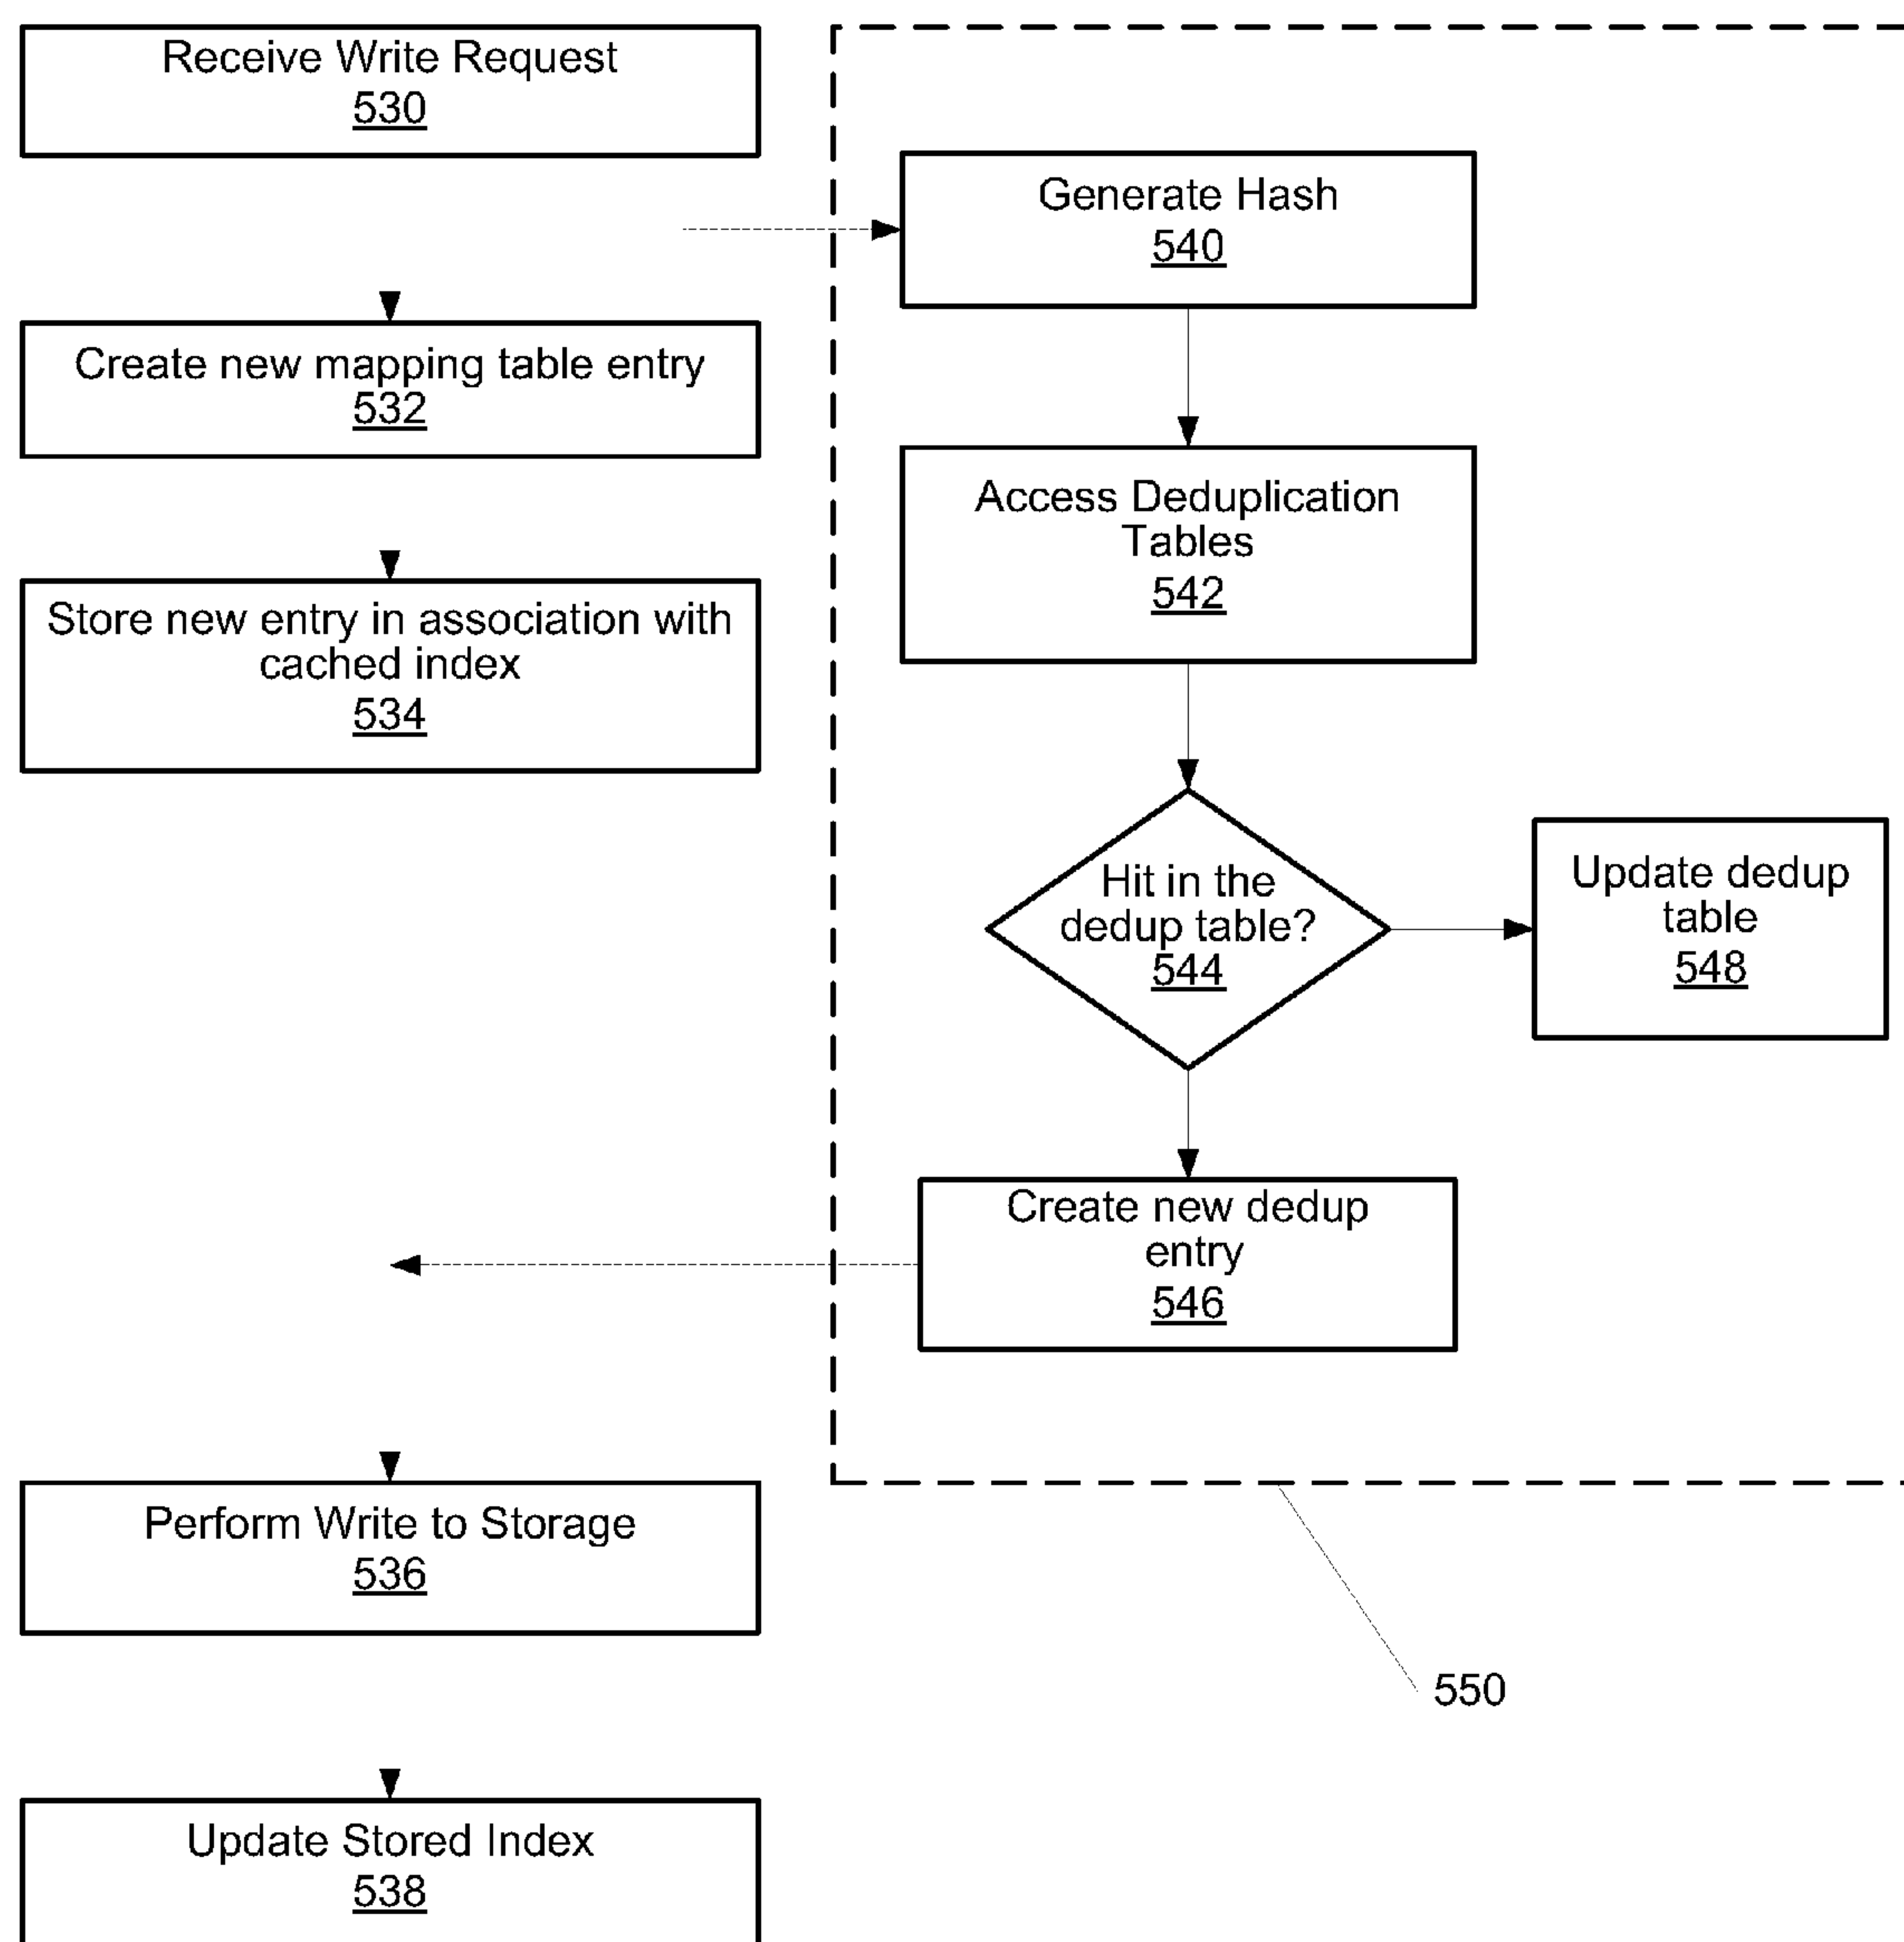 Receive Write Request
530
Create new mapping table entry
532
Store new entry in association with
cached index
534
Perform Write to Storage
536
Update Stored Index
538
Generate Hash
540
Access Deduplication
Tables
542
Hit in the
dedup table?
544
Update dedup
table
548
Create new dedup
entry
546
550